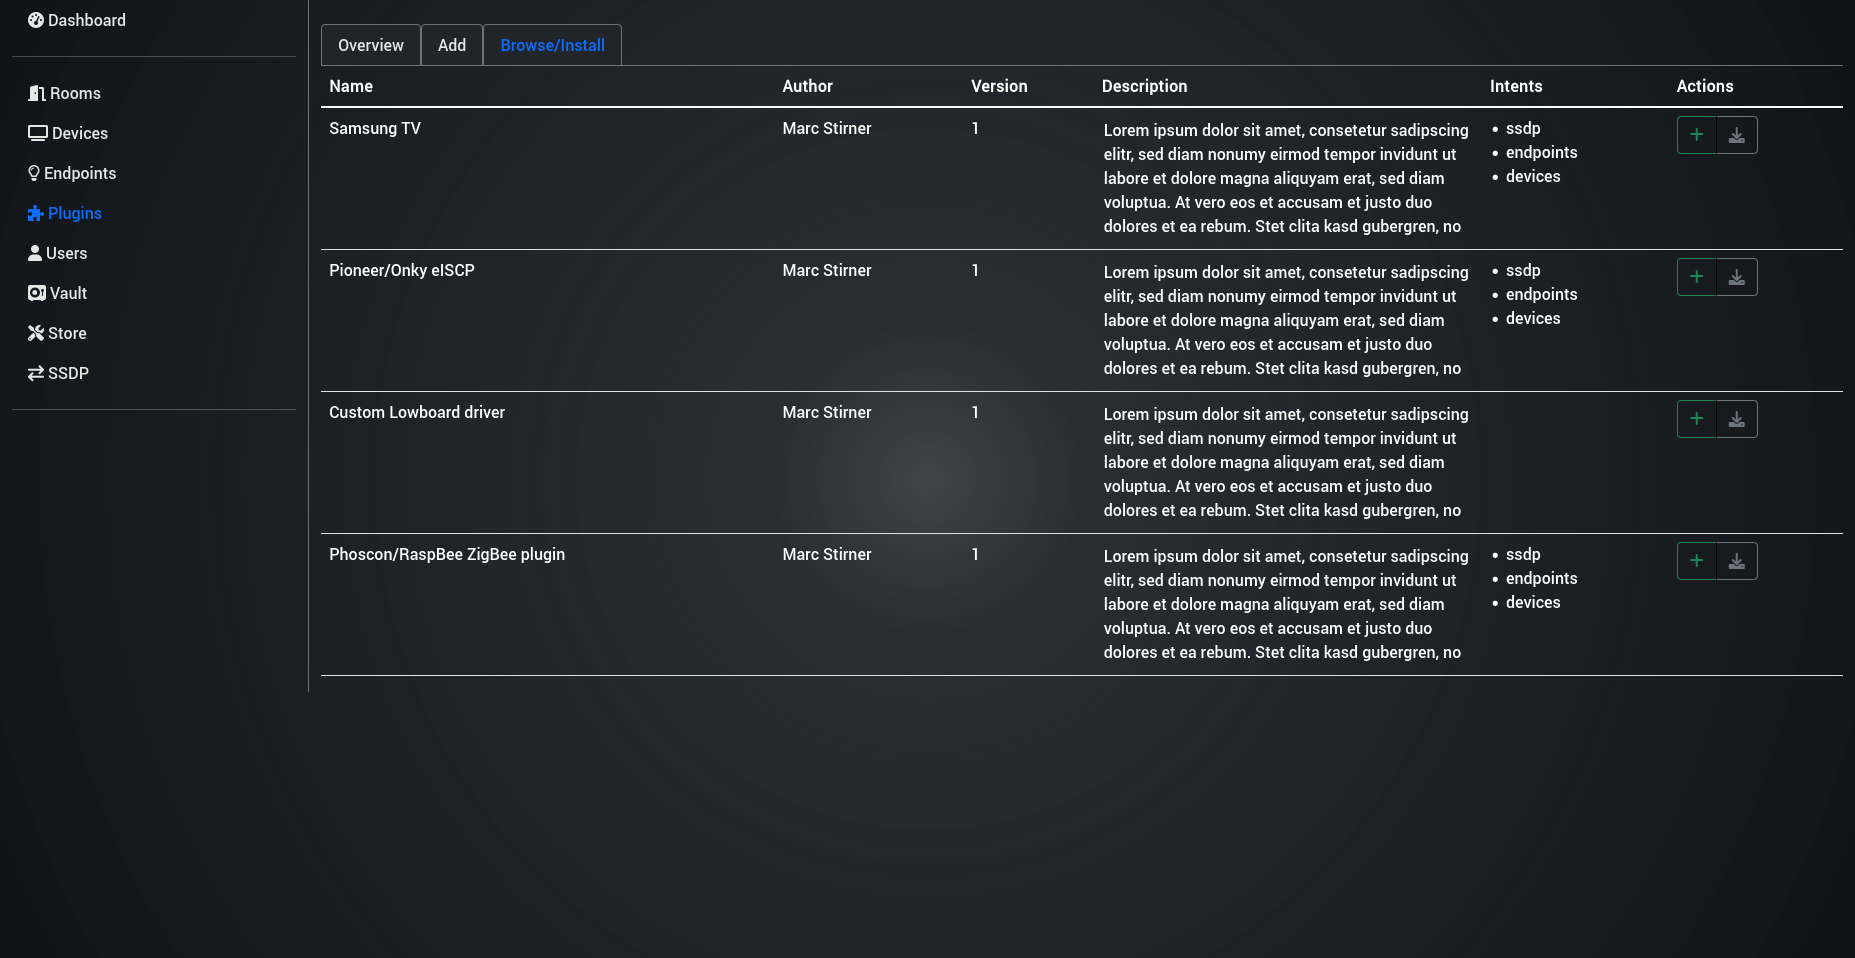 Dashboard
Rooms
Devices
Endpoints
Plugins
Users
Vault
Store
SSDP
Overview Add Browse/Install
Name Author Version Description Intents Actions
Samsung TV Marc Stirner 1
Lorem ipsum dolor sit amet, consetetur sadipscing
elitr, sed diam nonumy eirmod tempor invidunt ut
labore et dolore magna aliquyam erat, sed diam
voluptua. At vero eos et accusam et justo duo
dolores et ea rebum. Stet clita kasd gubergren, no
• ssdp
• endpoints
• devices
Pioneer/Onky eISCP Marc Stirner 1
Lorem ipsum dolor sit amet, consetetur sadipscing
elitr, sed diam nonumy eirmod tempor invidunt ut
labore et dolore magna aliquyam erat, sed diam
voluptua. At vero eos et accusam et justo duo
dolores et ea rebum. Stet clita kasd gubergren, no
• ssdp
• endpoints
• devices
Custom Lowboard driver Marc Stirner 1
Lorem ipsum dolor sit amet, consetetur sadipscing
elitr, sed diam nonumy eirmod tempor invidunt ut
labore et dolore magna aliquyam erat, sed diam
voluptua. At vero eos et accusam et justo duo
dolores et ea rebum. Stet clita kasd gubergren, no
Phoscon/RaspBee ZigBee plugin Marc Stirner 1
Lorem ipsum dolor sit amet, consetetur sadipscing
elitr, sed diam nonumy eirmod tempor invidunt ut
labore et dolore magna aliquyam erat, sed diam
voluptua. At vero eos et accusam et justo duo
dolores et ea rebum. Stet clita kasd gubergren, no
• ssdp
• endpoints
• devices